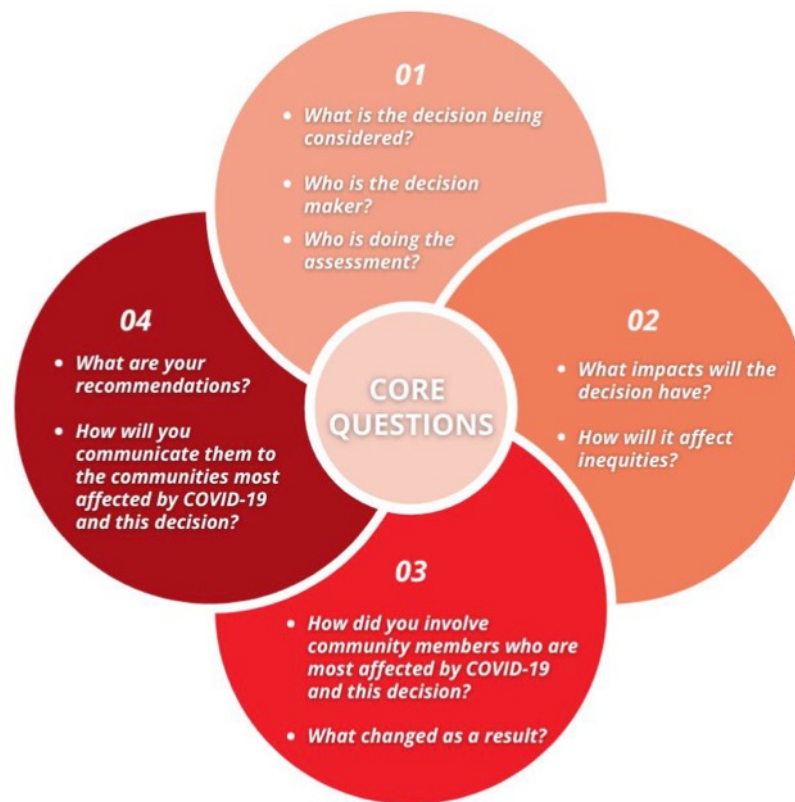 01
• What is the decision being
considered?
• Who is the decision
maker?
• Who is doing the
assessment?
02
• What impacts will the
decision have?
• How will it affect
inequities?
03
• How did you involve
community members who are
most affected by COVID-19
and this decision?
• What changed as a result?
04
• What are your
recommendations?
• How will you
communicate them to
the communities most
affected by COVID-19
and this decision?
CORE
QUESTIONS